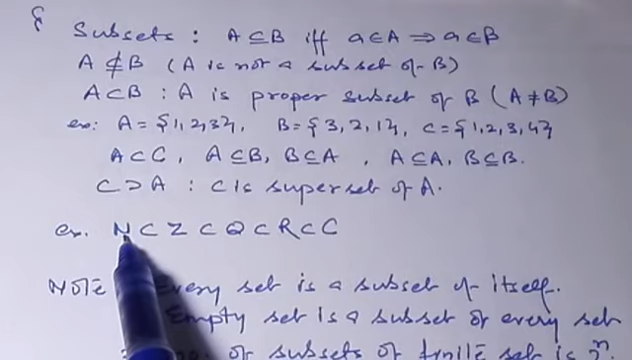 § Subsets : A ⊆ B iff a ∈ A ⇒ a ∈ B
A ⊄ B (A is not a subset of B)
A ⊂ B : A is proper subset of B (A ≠ B)
ex: A = {1, 2, 3}, B = {3, 2, 1}, C = {1, 2, 3, 4}
A ⊂ C, A ⊆ B, B ⊆ A, A ⊆ A, B ⊆ B.
C ⊃ A : C is superset of A.
ex. N ⊂ Z ⊂ Q ⊂ R ⊂ C
Note Every set is a subset of itself.
Empty set is a subset of every set
of subsets of finite set is 2ⁿ.